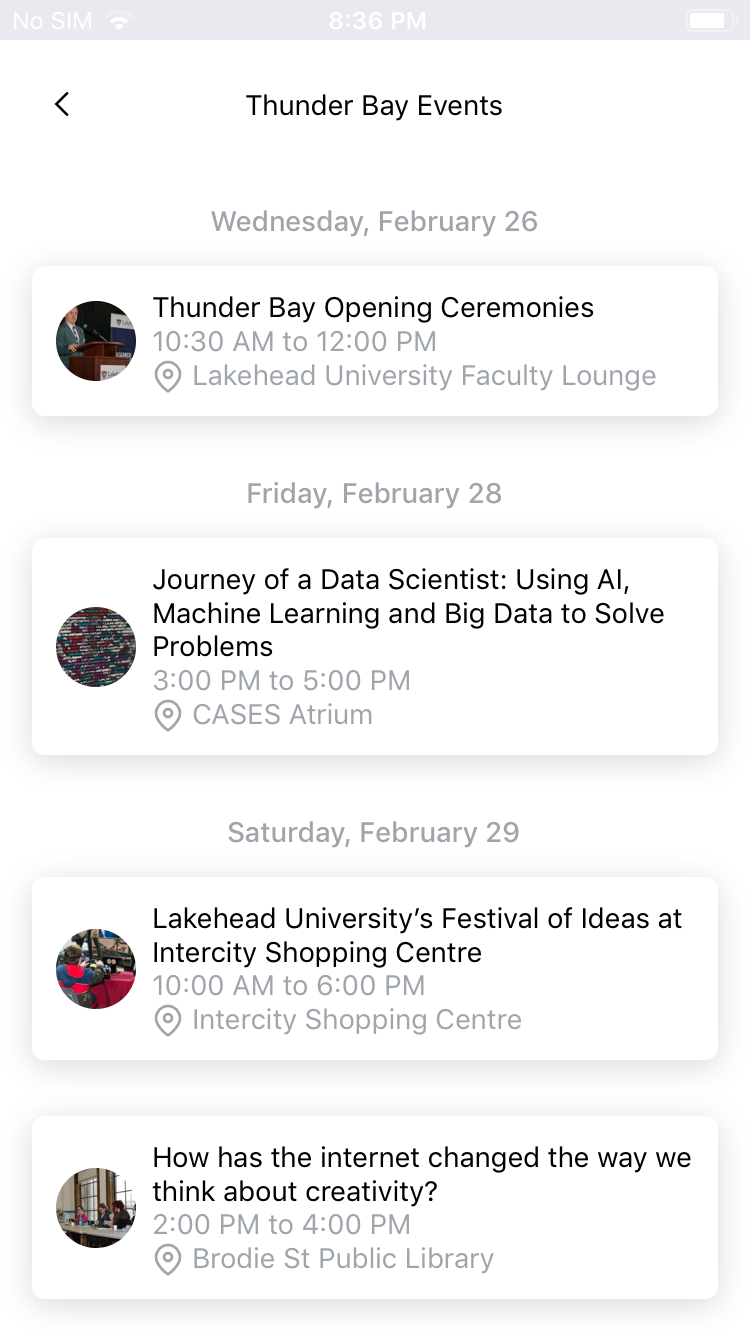 No SIM 8:36 PM
Thunder Bay Events
Wednesday, February 26
Thunder Bay Opening Ceremonies
10:30 AM to 12:00 PM
Lakehead University Faculty Lounge
Friday, February 28
Journey of a Data Scientist: Using AI,
Machine Learning and Big Data to Solve
Problems
3:00 PM to 5:00 PM
CASES Atrium
Saturday, February 29
Lakehead University’s Festival of Ideas at
Intercity Shopping Centre
10:00 AM to 6:00 PM
Intercity Shopping Centre
How has the internet changed the way we
think about creativity?
2:00 PM to 4:00 PM
Brodie St Public Library